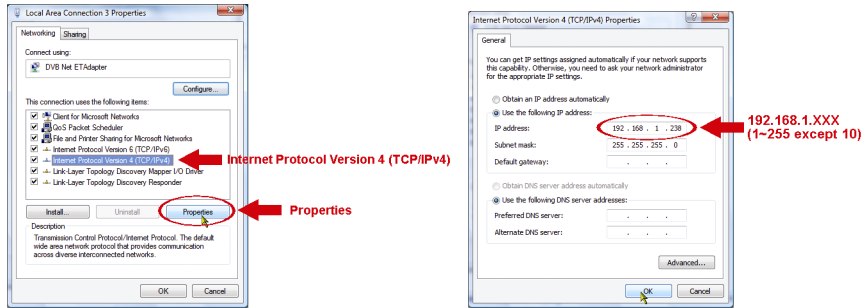 Local Area Connection 3 Properties
Networking
Sharing
Connect using:
DVB Net ETAdapter
Configure...
This connection uses the following items:
Client for Microsoft Networks
QoS Packet Scheduler
File and Printer Sharing for Microsoft Networks
Internet Protocol Version 6 (TCP/IPv6)
Internet Protocol Version 4 (TCP/IPv4)
Link-Layer Topology Discovery Mapper I/O Driver
Link-Layer Topology Discovery Responder
Internet Protocol Version 4 (TCP/IPv4)
Install...
Uninstall
Properties
Properties
Description
Transmission Control Protocol/Internet Protocol. The default
wide area network protocol that provides communication
across diverse interconnected networks.
OK
Cancel
Internet Protocol Version 4 (TCP/IPv4) Properties
General
You can get IP settings assigned automatically if your network supports
this capability. Otherwise, you need to ask your network administrator
for the appropriate IP settings.
Obtain an IP address automatically
Use the following IP address:
IP address:
192 . 168 . 1 . 238
Subnet mask:
255 . 255 . 255 . 0
Default gateway:
. . .
192.168.1.XXX
(1~255 except 10)
Obtain DNS server address automatically
Use the following DNS server addresses:
Preferred DNS server:
. . .
Alternate DNS server:
. . .
Advanced...
OK
Cancel